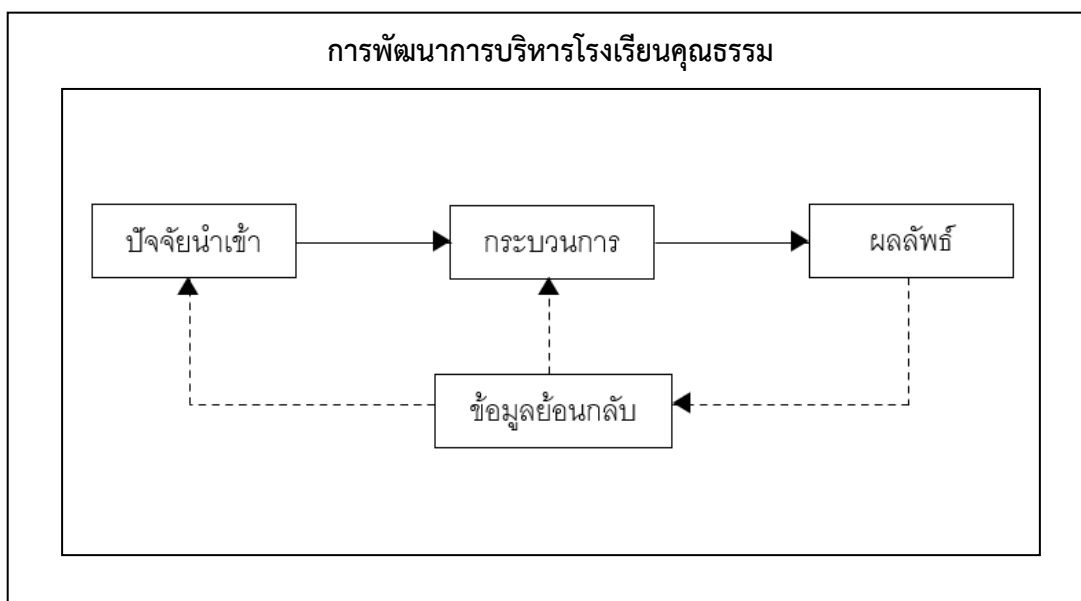 การพัฒนาการบริหารโรงเรียนคุณธรรม
ปัจจัยนำเข้า
กระบวนการ
ผลลัพธ์
ข้อมูลย้อนกลับ